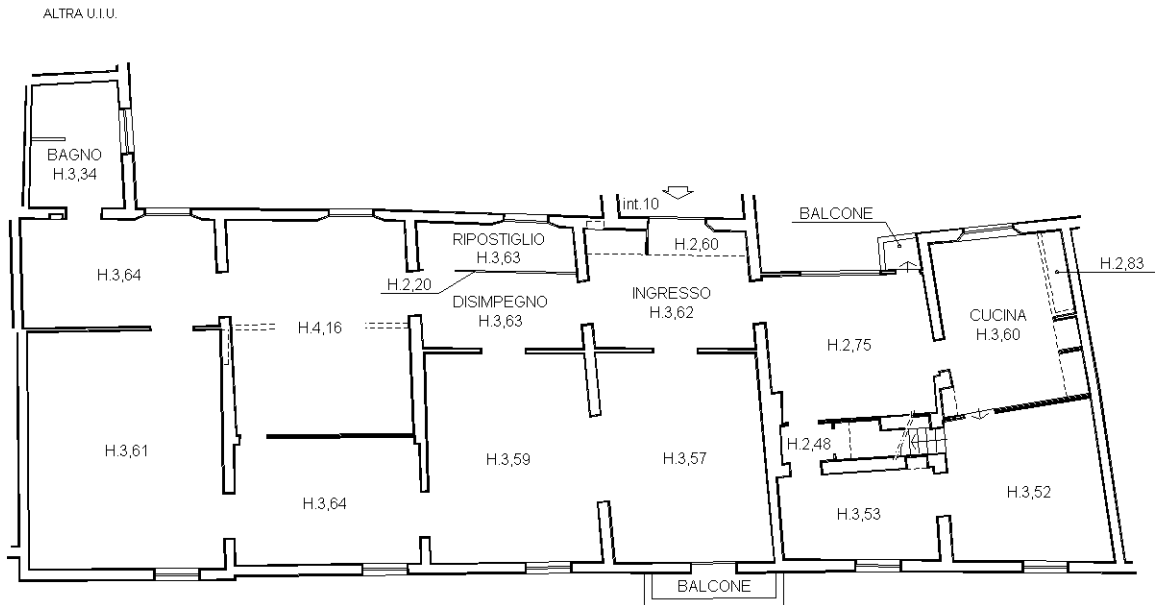 ALTRA U.I.U.
BAGNO
H.3,34
int.10
BALCONE
RIPOSTIGLIO
H.3,63
H.2,60
H.2,83
H.3,64
H.2,20
DISIMPEGNO
H.3,63
INGRESSO
H.3,62
H.4,16
CUCINA
H.3,60
H.2,75
H.3,61
H.3,59
H.3,57
H.2,48
H.3,64
H.3,53
H.3,52
BALCONE